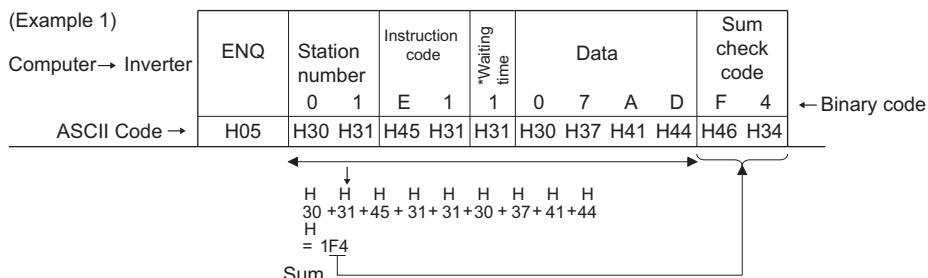 (Example 1)
Computer→ Inverter
ENQ
Station
number
Instruction
code
*Waiting
time
Data
Sum
check
code
0 1 E 1 1 0 7 A D F 4
←Binary code
ASCII Code →
H05 H30 H31 H45 H31 H31 H30 H37 H41 H44 H46 H34
H H H H H H H H H
30 +31+45+ 31+31+30+ 37+ 41+44
H
= 1F4
Sum